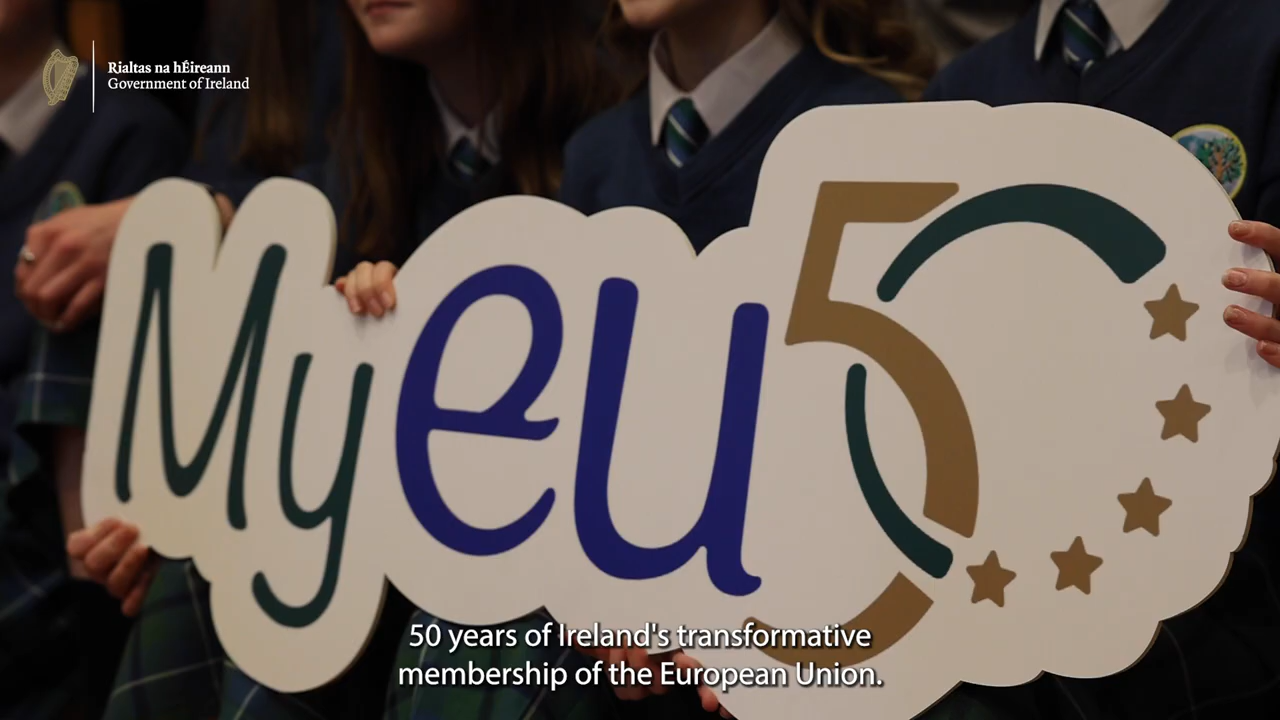 Rialtas na hÉireann
Government of Ireland
Myeu50
50 years of Ireland's transformative
membership of the European Union.